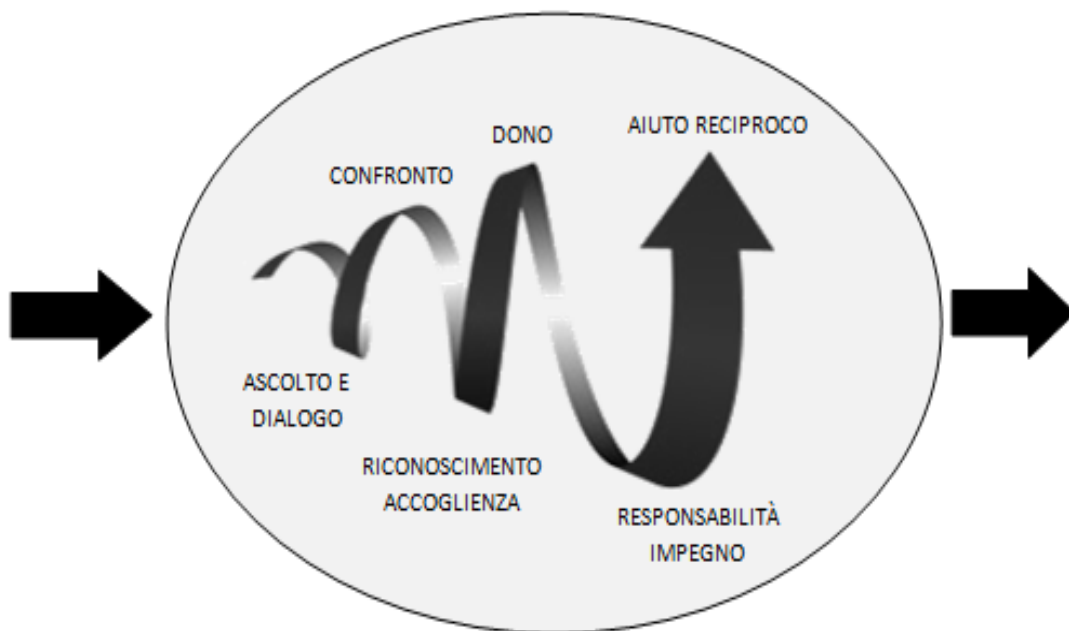 DONO
AIUTO RECIPROCO
CONFRONTO
ASCOLTO E
DIALOGO
RICONOSCIMENTO
ACCOGLIENZA
RESPONSABILITÀ
IMPEGNO